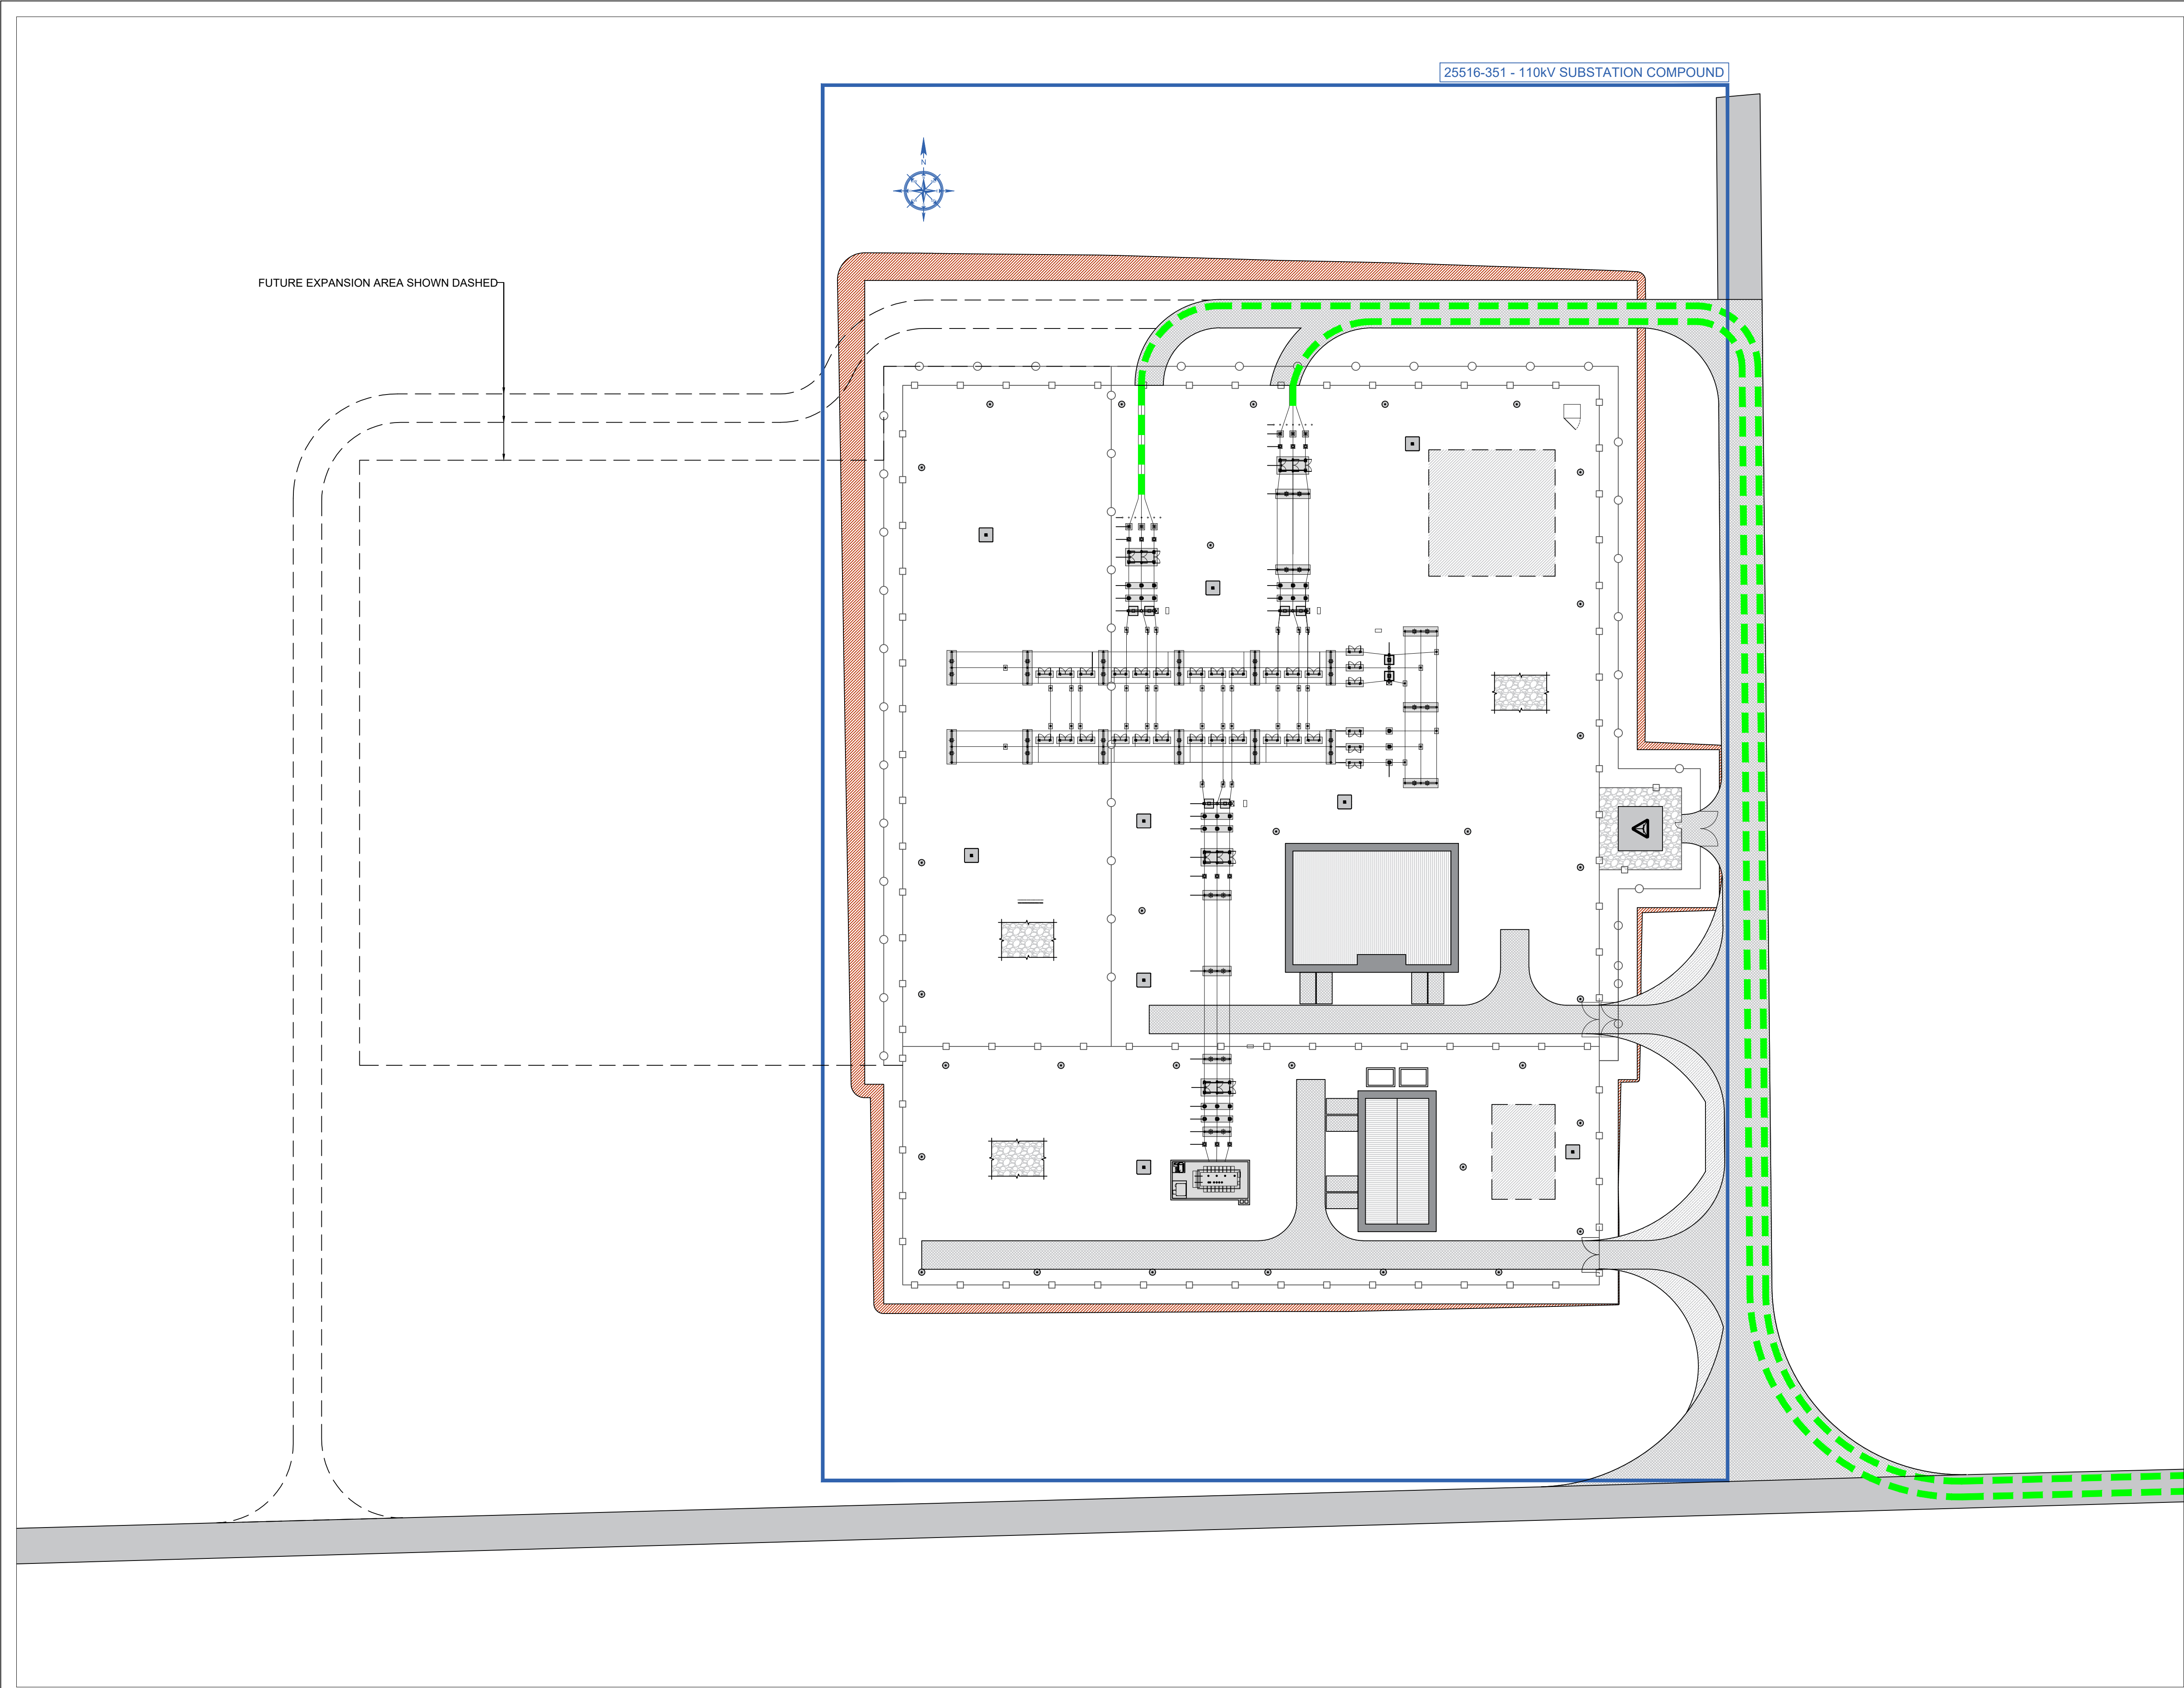 25516-351 - 110kV SUBSTATION COMPOUND
N
FUTURE EXPANSION AREA SHOWN DASHED